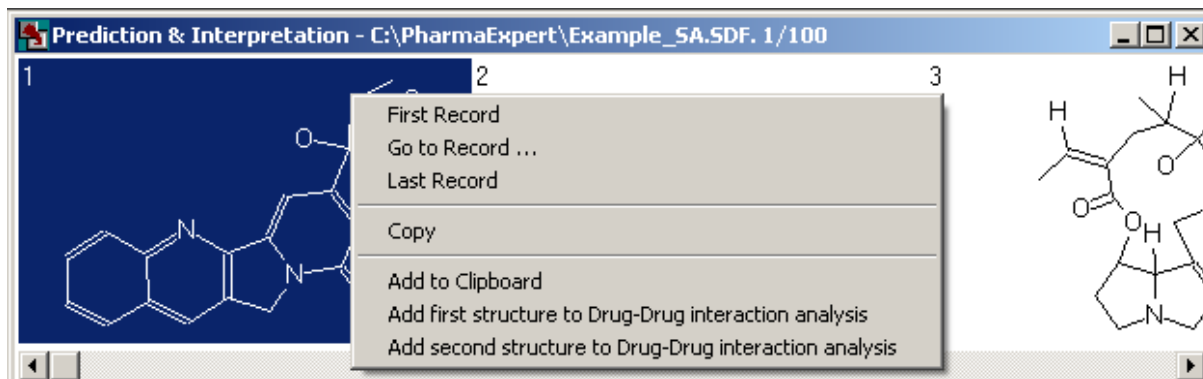 Prediction & Interpretation - C:\PharmaExpert\Example_SA.SDF. 1/100
1
2
3
First Record
Go to Record ...
Last Record
Copy
Add to Clipboard
Add first structure to Drug-Drug interaction analysis
Add second structure to Drug-Drug interaction analysis
O
N
N
H
H
O
O
O
H
N